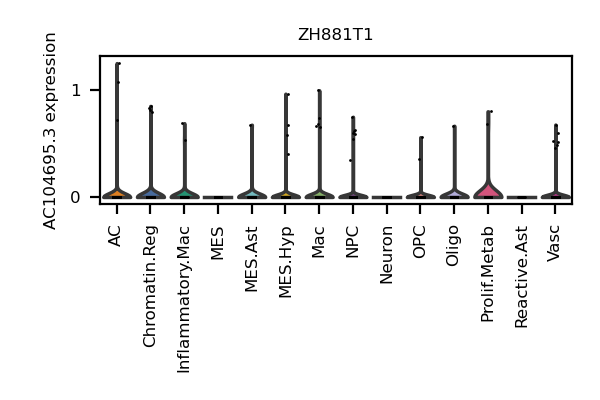 ZH881T1
AC104695.3 expression
1
0
AC
Chromatin.Reg
Inflammatory.Mac
MES
MES.Ast
MES.Hyp
Mac
NPC
Neuron
OPC
Oligo
Prolif.Metab
Reactive.Ast
Vasc